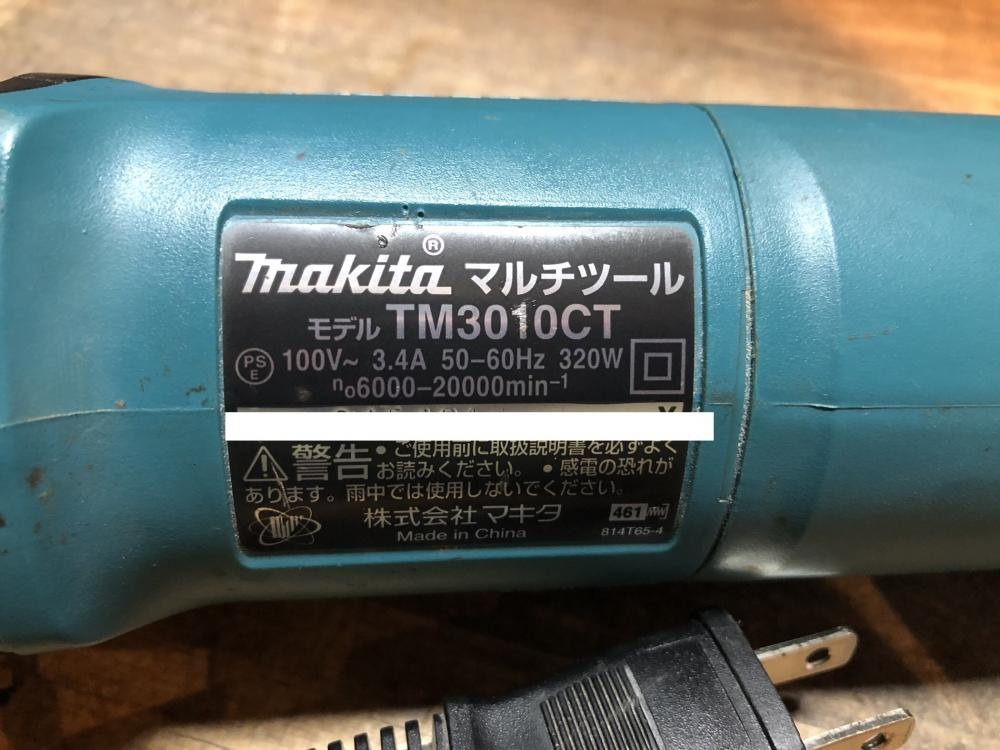 makita® マルチツール
モデル TM3010CT
PSE 100V~ 3.4A 50-60Hz 320W
n₀6000-20000min⁻¹
警告 • ご使用前に取扱説明書を必ずよく
お読みください。 • 感電の恐れが
あります。雨中では使用しないでください。
株式会社 マキタ 461
Made in China 814T65-4